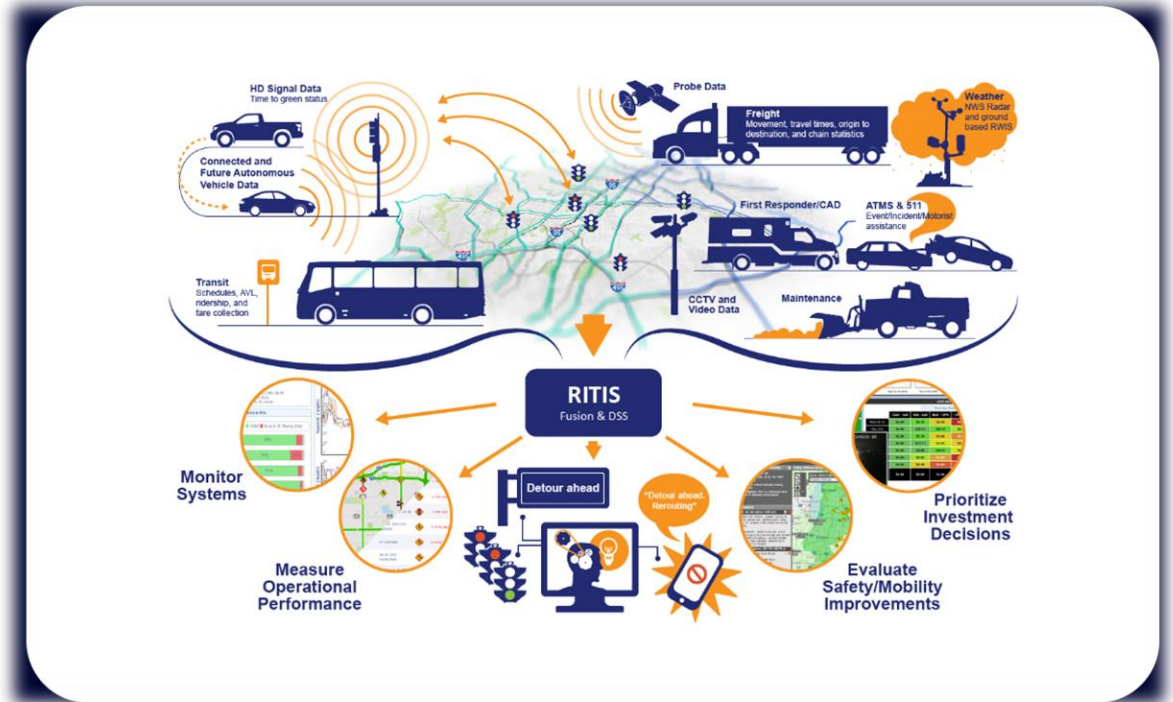 HD Signal Data
Time to green status
Connected and
Future Autonomous
Vehicle Data
Transit
Schedules, AVL,
ridership, and
fare collection
Probe Data
Freight
Movement, travel times, origin to
destination, and chain statistics
Weather
NWS Radar
and ground
based RWIS
First Responder/CAD
ATMS & 511
Event/Incident/Motorist
assistance
CCTV and
Video Data
Maintenance
RITIS
Fusion & DSS
Monitor
Systems
Measure
Operational
Performance
Detour ahead
"Detour ahead.
Rerouting"
Evaluate
Safety/Mobility
Improvements
Prioritize
Investment
Decisions